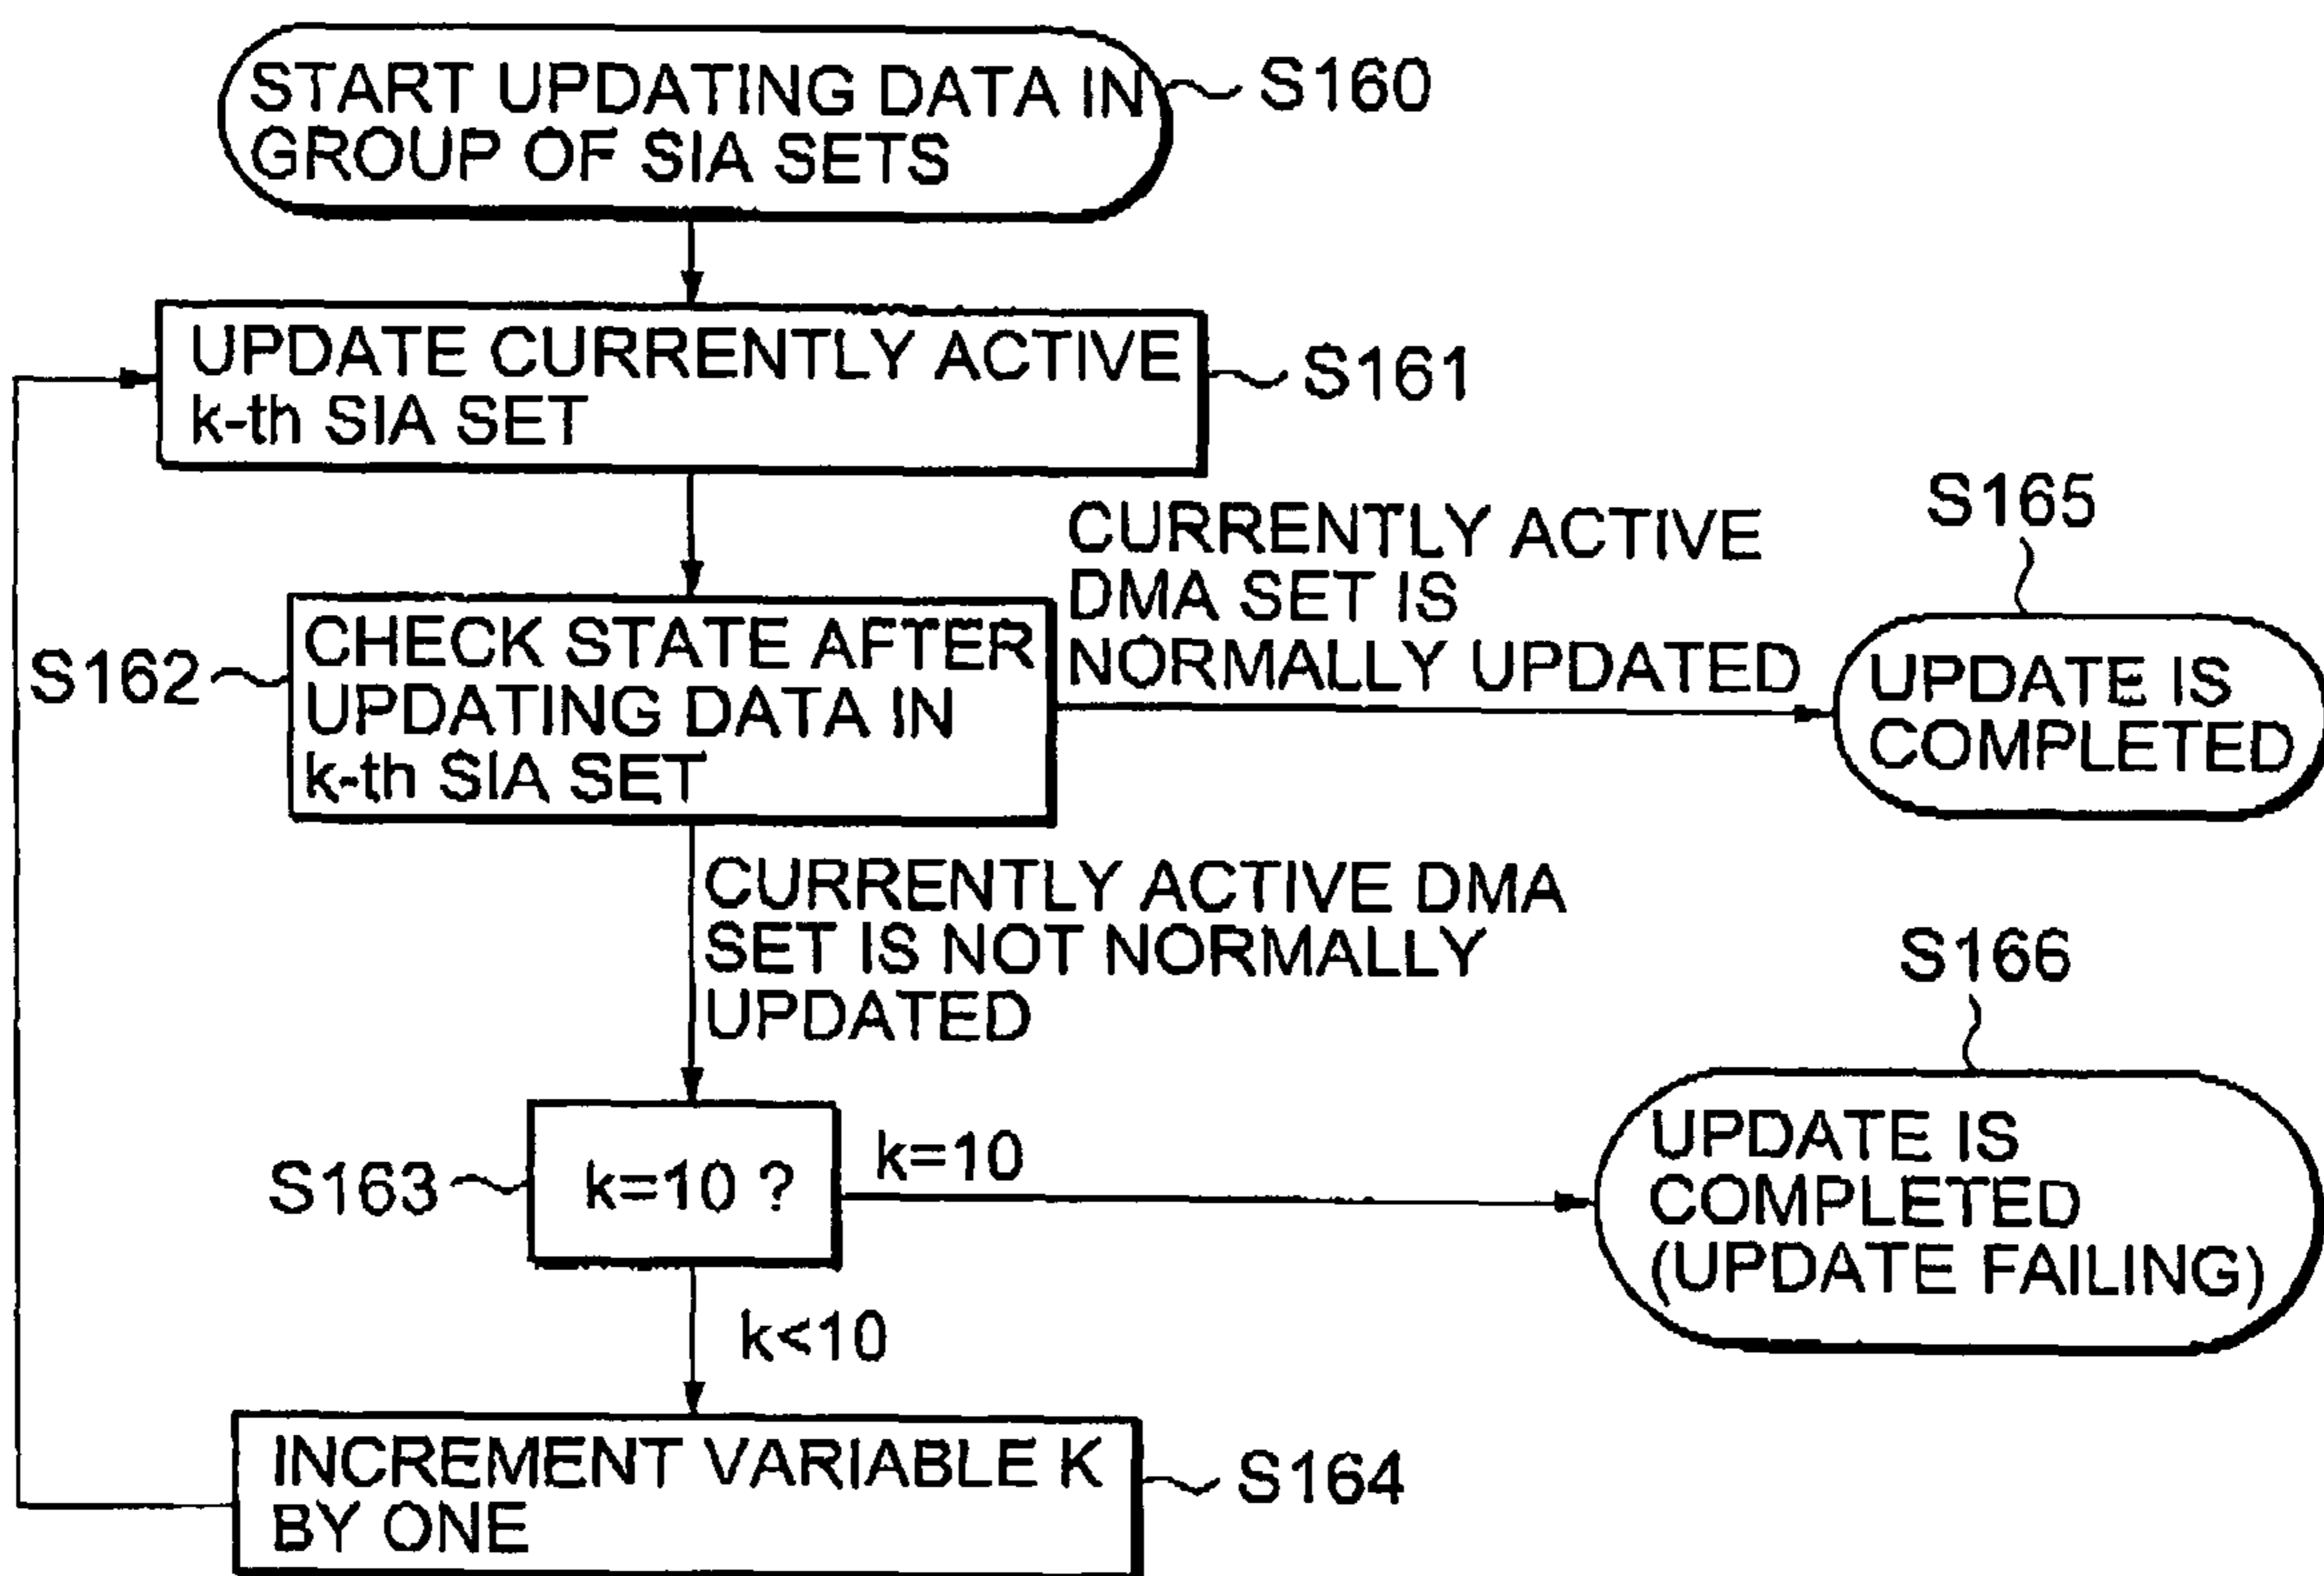 START UPDATING DATA IN
GROUP OF SIA SETS
S160
UPDATE CURRENTLY ACTIVE
k-th SIA SET
S161
CURRENTLY ACTIVE
DMA SET IS
NORMALLY UPDATED
S165
S162
CHECK STATE AFTER
UPDATING DATA IN
k-th SIA SET
UPDATE IS
COMPLETED
CURRENTLY ACTIVE DMA
SET IS NOT NORMALLY
UPDATED
S166
S163
k=10 ?
k=10
UPDATE IS
COMPLETED
(UPDATE FAILING)
k<10
INCREMENT VARIABLE K
BY ONE
S164